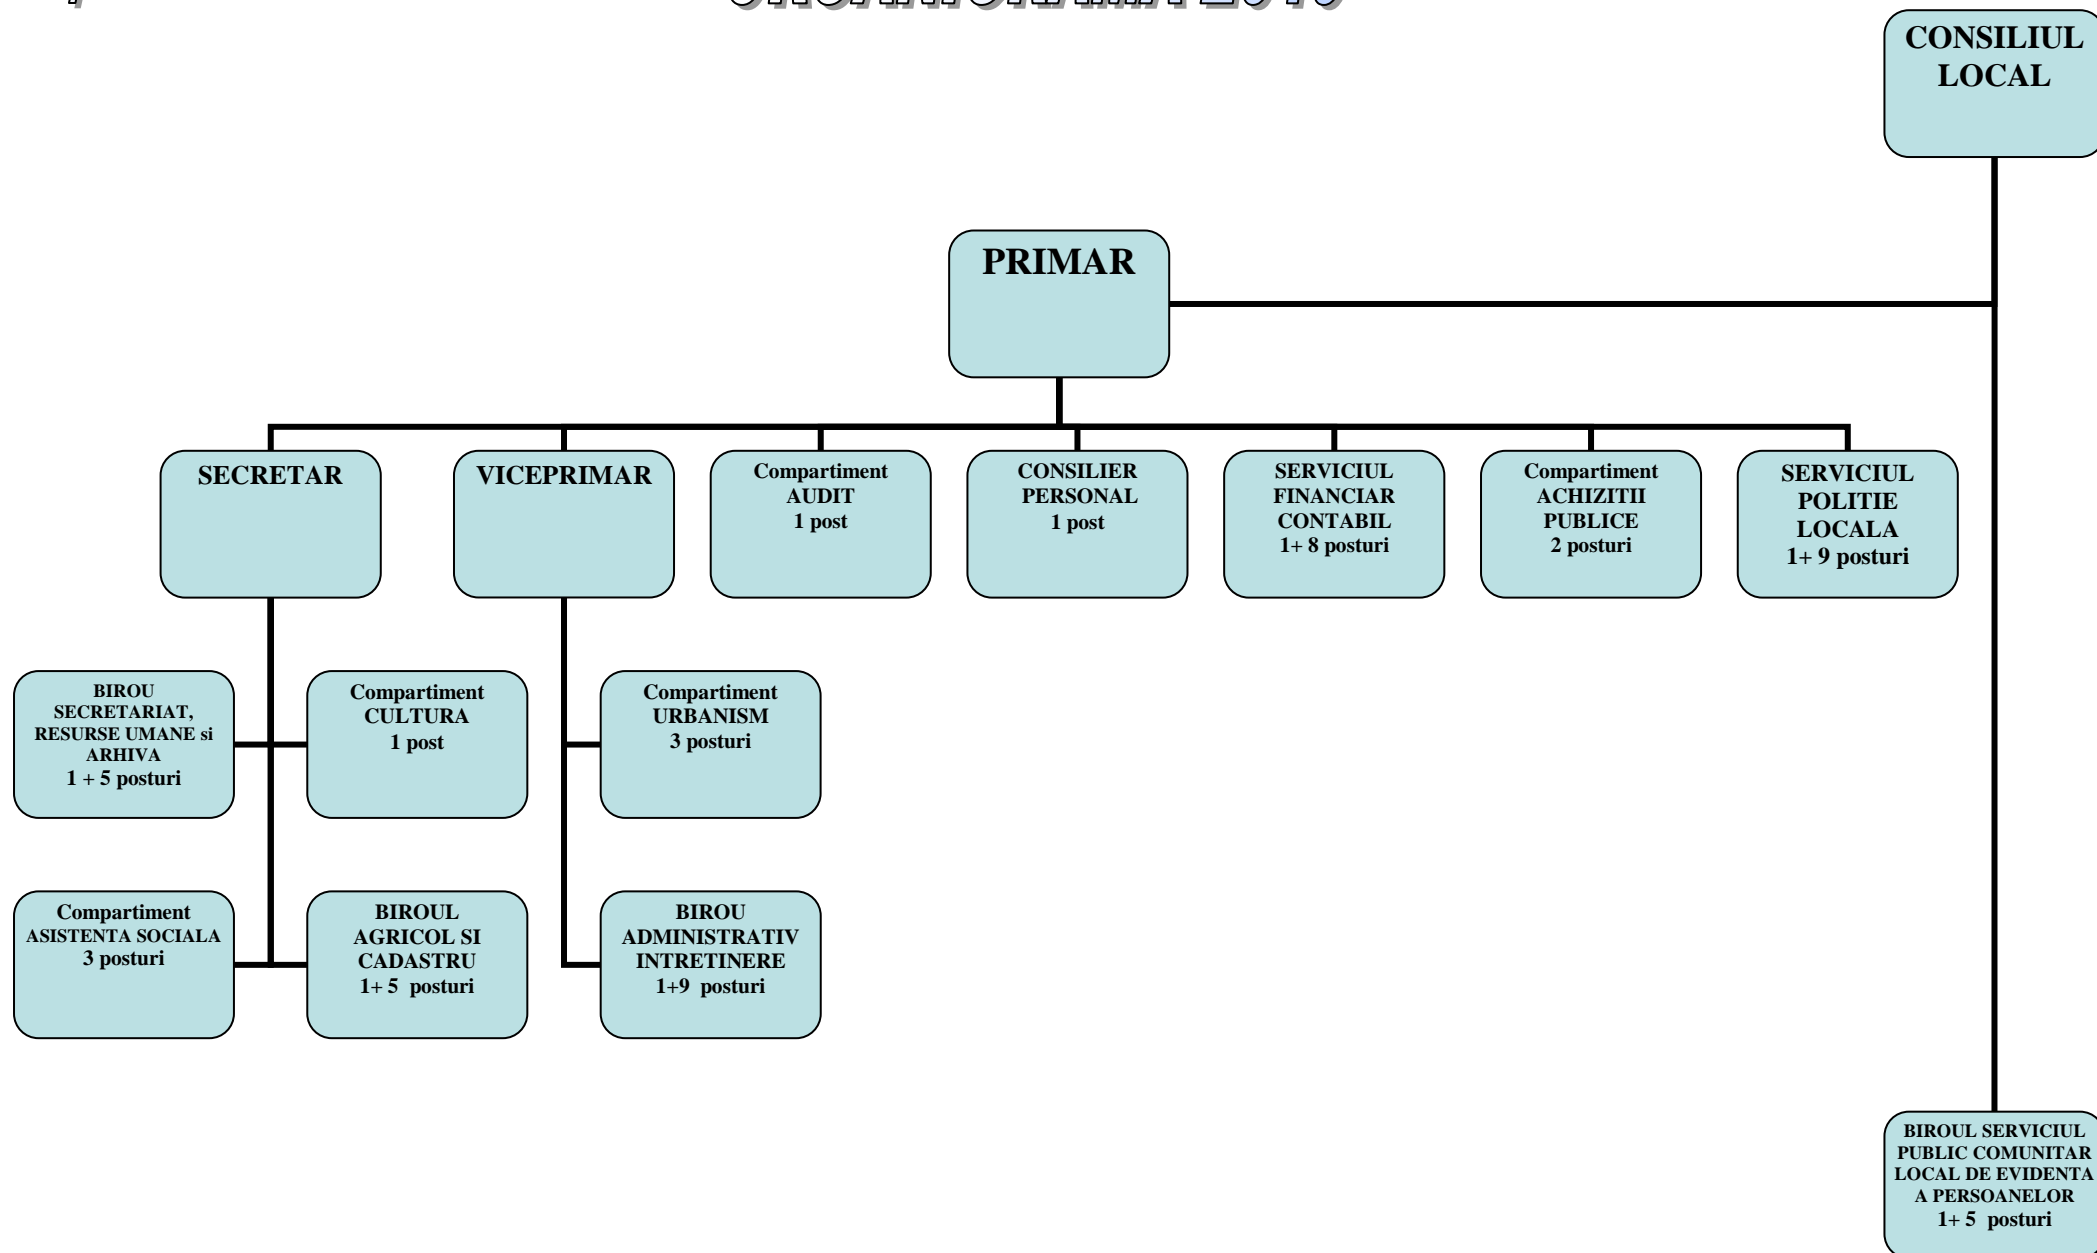 CONSILIUL
LOCAL
PRIMAR
SECRETAR
VICEPRIMAR
Compartiment
AUDIT
1 post
CONSILIER
PERSONAL
1 post
SERVICIUL
FINANCIAR
CONTABIL
1+ 8 posturi
Compartiment
ACHIZITII
PUBLICE
2 posturi
SERVICIUL
POLITIE
LOCALA
1+ 9 posturi
BIROU
SECRETARIAT,
RESURSE UMANE si
ARHIVA
1 + 5 posturi
Compartiment
CULTURA
1 post
Compartiment
URBANISM
3 posturi
Compartiment
ASISTENTA SOCIALA
3 posturi
BIROUL
AGRICOL SI
CADASTRU
1+ 5 posturi
BIROU
ADMINISTRATIV
INTRETINERE
1+9 posturi
BIROUL SERVICIUL
PUBLIC COMUNITAR
LOCAL DE EVIDENTA
A PERSOANELOR
1+ 5 posturi